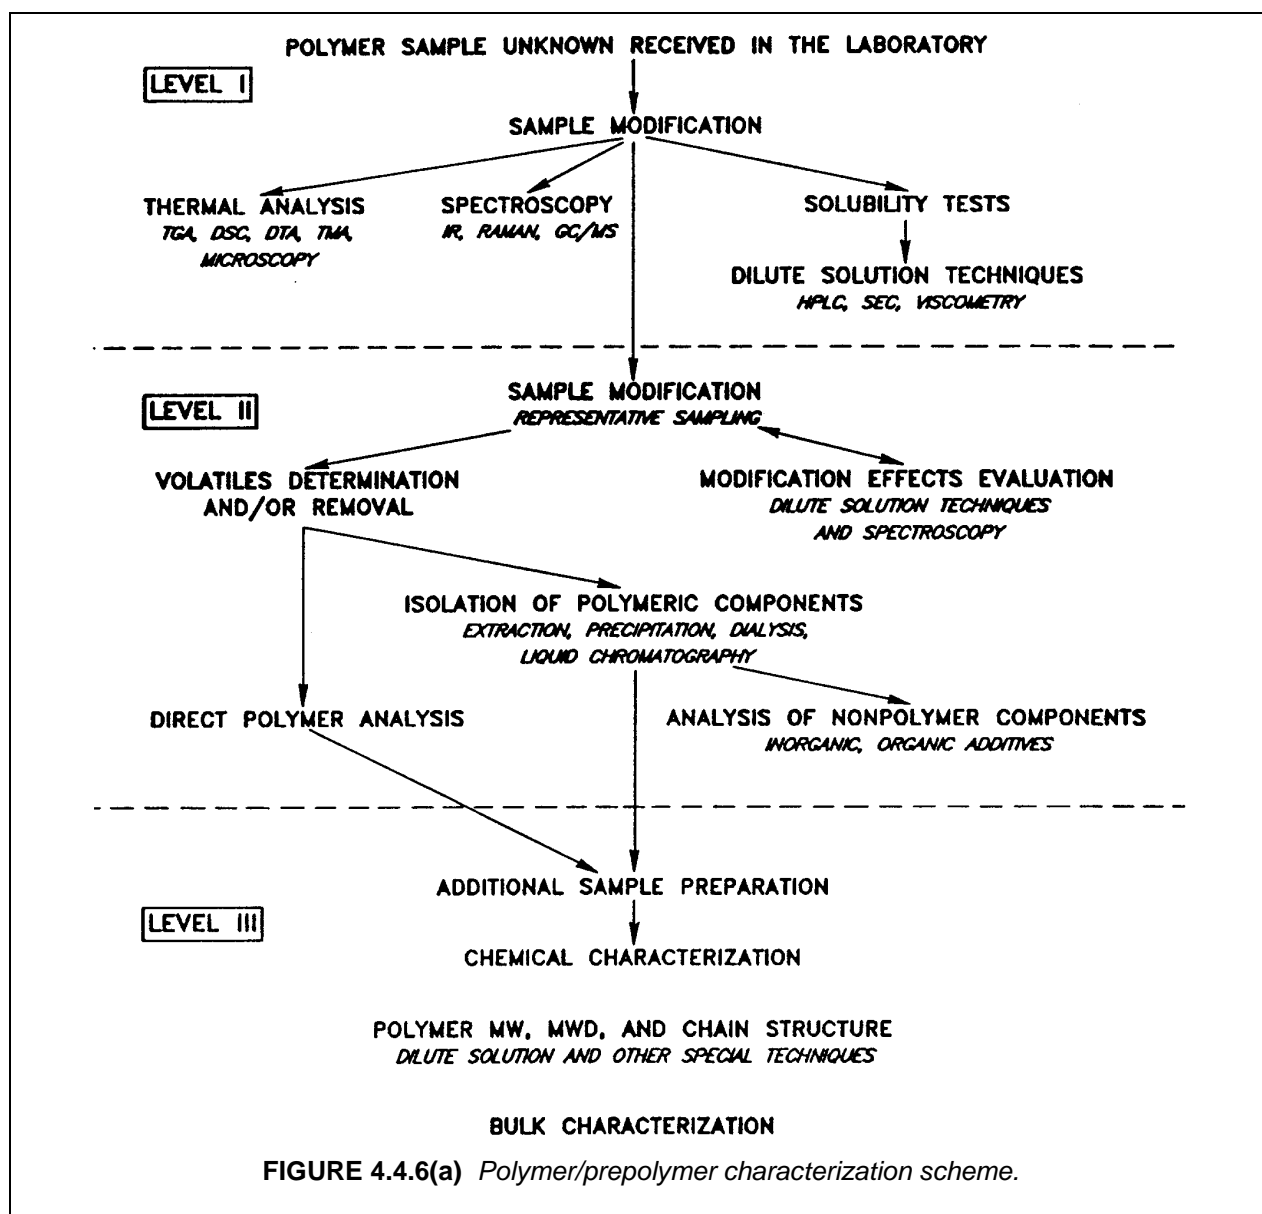 POLYMER SAMPLE UNKNOWN RECEIVED IN THE LABORATORY
LEVEL I
SAMPLE MODIFICATION
THERMAL ANALYSIS
TGA, DSC, DTA, TMA,
MICROSCOPY
SPECTROSCOPY
IR, RAMAN, GC/MS
SOLUBILITY TESTS
DILUTE SOLUTION TECHNIQUES
HPLC, SEC, VISCOMETRY
LEVEL II
SAMPLE MODIFICATION
REPRESENTATIVE SAMPLING
VOLATILES DETERMINATION
AND/OR REMOVAL
MODIFICATION EFFECTS EVALUATION
DILUTE SOLUTION TECHNIQUES
AND SPECTROSCOPY
ISOLATION OF POLYMERIC COMPONENTS
EXTRACTION, PRECIPITATION, DIALYSIS,
LIQUID CHROMATOGRAPHY
DIRECT POLYMER ANALYSIS
ANALYSIS OF NONPOLYMER COMPONENTS
INORGANIC, ORGANIC ADDITIVES
ADDITIONAL SAMPLE PREPARATION
LEVEL III
CHEMICAL CHARACTERIZATION
POLYMER MW, MWD, AND CHAIN STRUCTURE
DILUTE SOLUTION AND OTHER SPECIAL TECHNIQUES
BULK CHARACTERIZATION
FIGURE 4.4.6(a) Polymer/prepolymer characterization scheme.